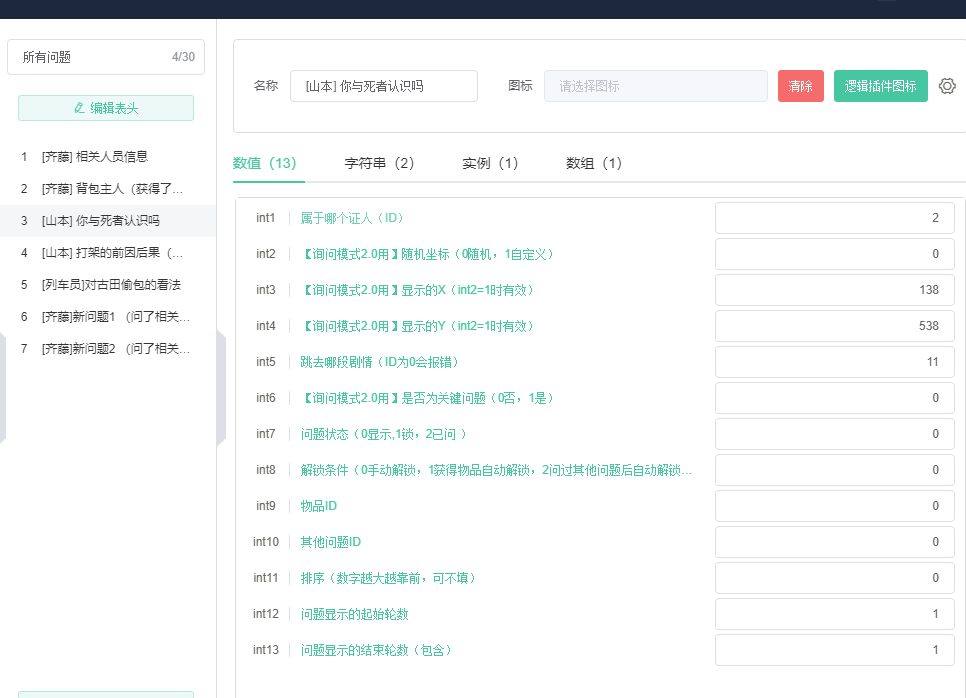 所有问题 4/30
编辑表头
1 [齐藤] 相关人员信息
2 [齐藤] 背包主人（获得了...
3 [山本] 你与死者认识吗
4 [山本] 打架的前因后果（...
5 [列车员]对古田偷包的看法
6 [齐藤]新问题1 （问了相关...
7 [齐藤]新问题2 （问了相关...
名称 [山本] 你与死者认识吗 图标 请选择图标 清除 逻辑插件图标
数值（13） 字符串（2） 实例（1） 数组（1）
int1 属于哪个证人（ID） 2
int2 【询问模式2.0用】随机坐标（0随机，1自定义） 0
int3 【询问模式2.0用】显示的X（int2=1时有效） 138
int4 【询问模式2.0用】显示的Y（int2=1时有效） 538
int5 跳去哪段剧情（ID为0会报错） 11
int6 【询问模式2.0用】是否为关键问题（0否，1是） 0
int7 问题状态（0显示,1锁，2已问 ） 0
int8 解锁条件（0手动解锁，1获得物品自动解锁，2问过其他问题后自动解锁... 0
int9 物品ID 0
int10 其他问题ID 0
int11 排序（数字越大越靠前，可不填） 0
int12 问题显示的起始轮数 1
int13 问题显示的结束轮数（包含） 1